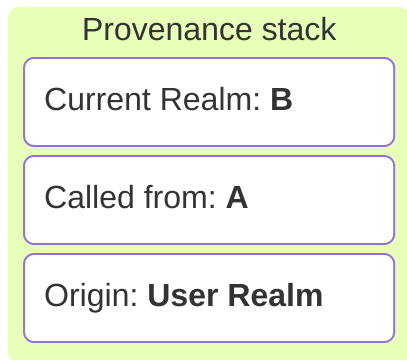 Provenance stack
Current Realm: B
Called from: A
Origin: User Realm